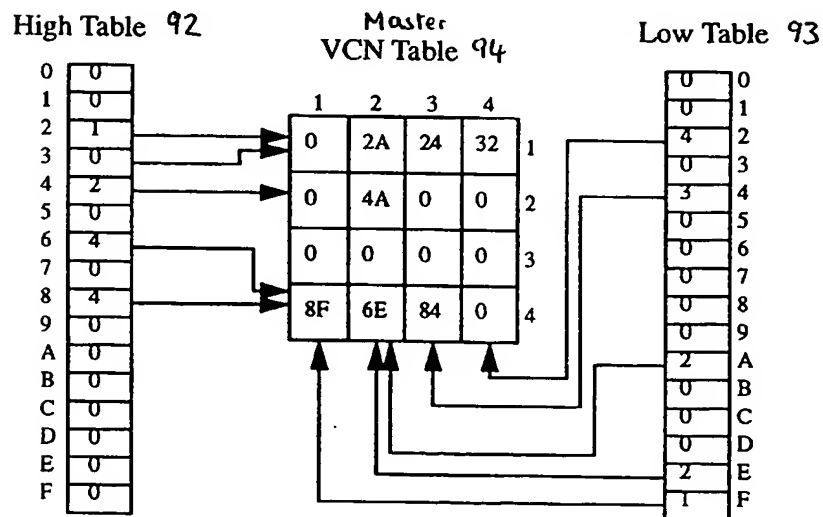 High Table 92
0 0
1 0
2 1
3 0
4 2
5 0
6 4
7 0
8 4
9 0
A 0
B 0
C 0
D 0
E 0
F 0
Master
VCN Table 94
1 2 3 4
0 2A 24 32 1
0 4A 0 0 2
0 0 0 0 3
8F 6E 84 0 4
Low Table 93
0 0
0 1
4 2
0 3
3 4
0 5
0 6
0 7
0 8
0 9
2 A
0 B
0 C
0 D
2 E
1 F